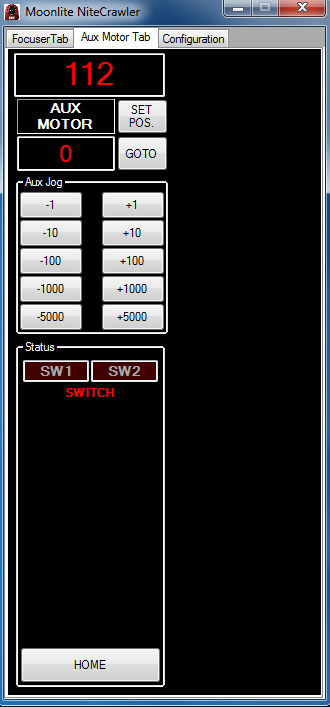 Moonlite NiteCrawler
FocuserTab Aux Motor Tab Configuration
112
AUX MOTOR
SET POS.
0 GOTO
Aux Jog
-1 +1
-10 +10
-100 +100
-1000 +1000
-5000 +5000
Status
SW1 SW2
SWITCH
HOME